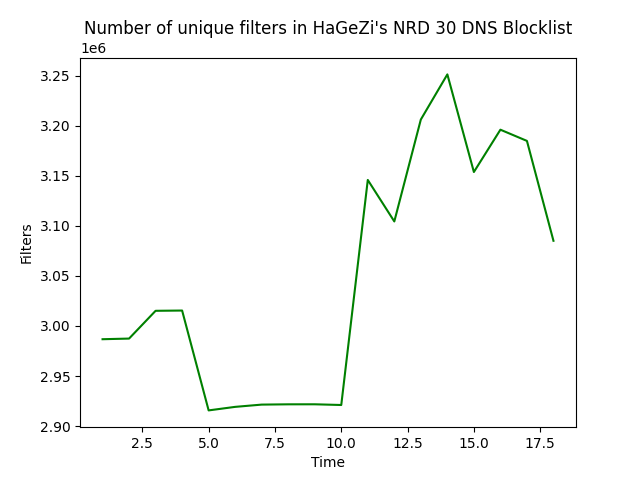 Number of unique filters in HaGeZi's NRD 30 DNS Blocklist
1e6
3.25
3.20
3.15
3.10
3.05
3.00
2.95
2.90
Filters
2.5 5.0 7.5 10.0 12.5 15.0 17.5
Time